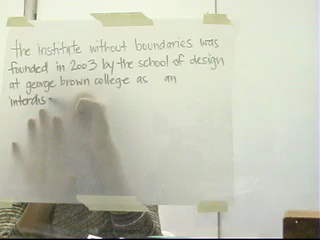 the institute without boundaries was
founded in 2003 by the school of design
at george brown college as an
interdis